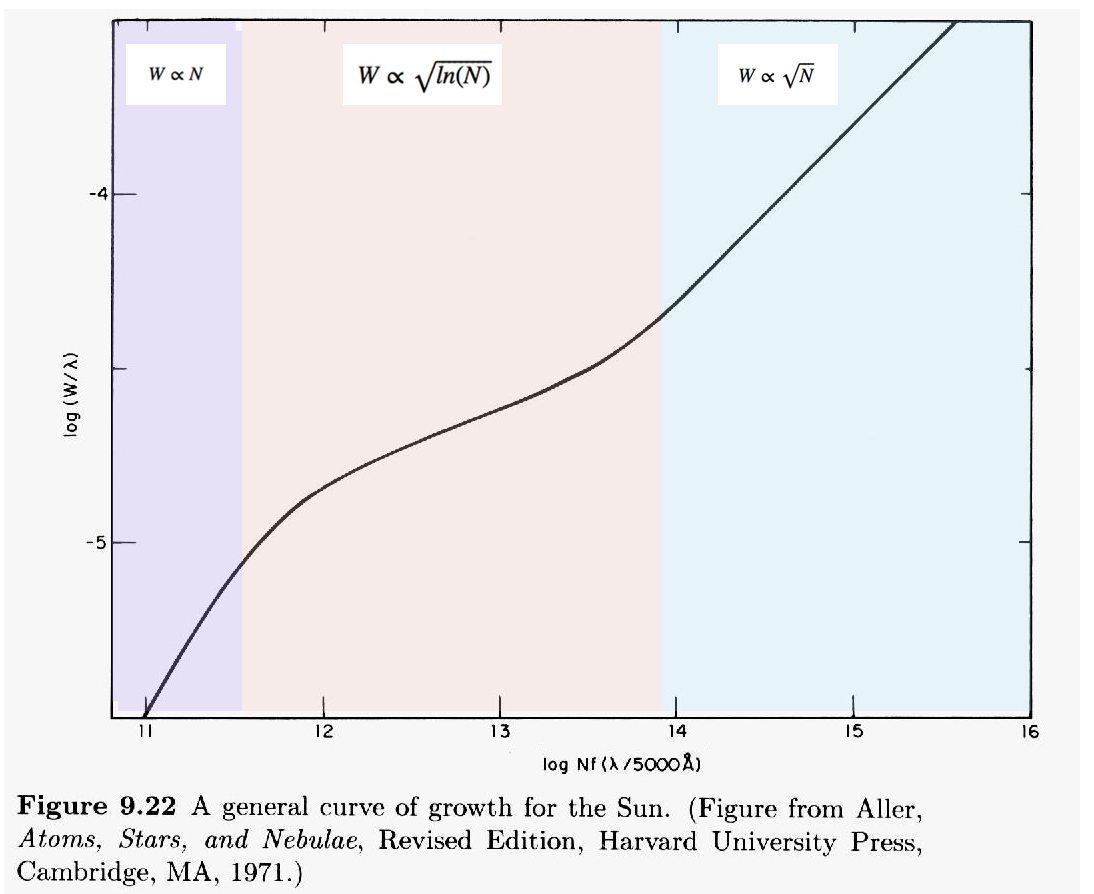 W ∝ N
W ∝ √ln(N)
W ∝ √N
-4
-5
log (W/λ)
11 12 13 14 15 16
log Nf (λ/5000Å)
Figure 9.22 A general curve of growth for the Sun. (Figure from Aller,
Atoms, Stars, and Nebulae, Revised Edition, Harvard University Press,
Cambridge, MA, 1971.)